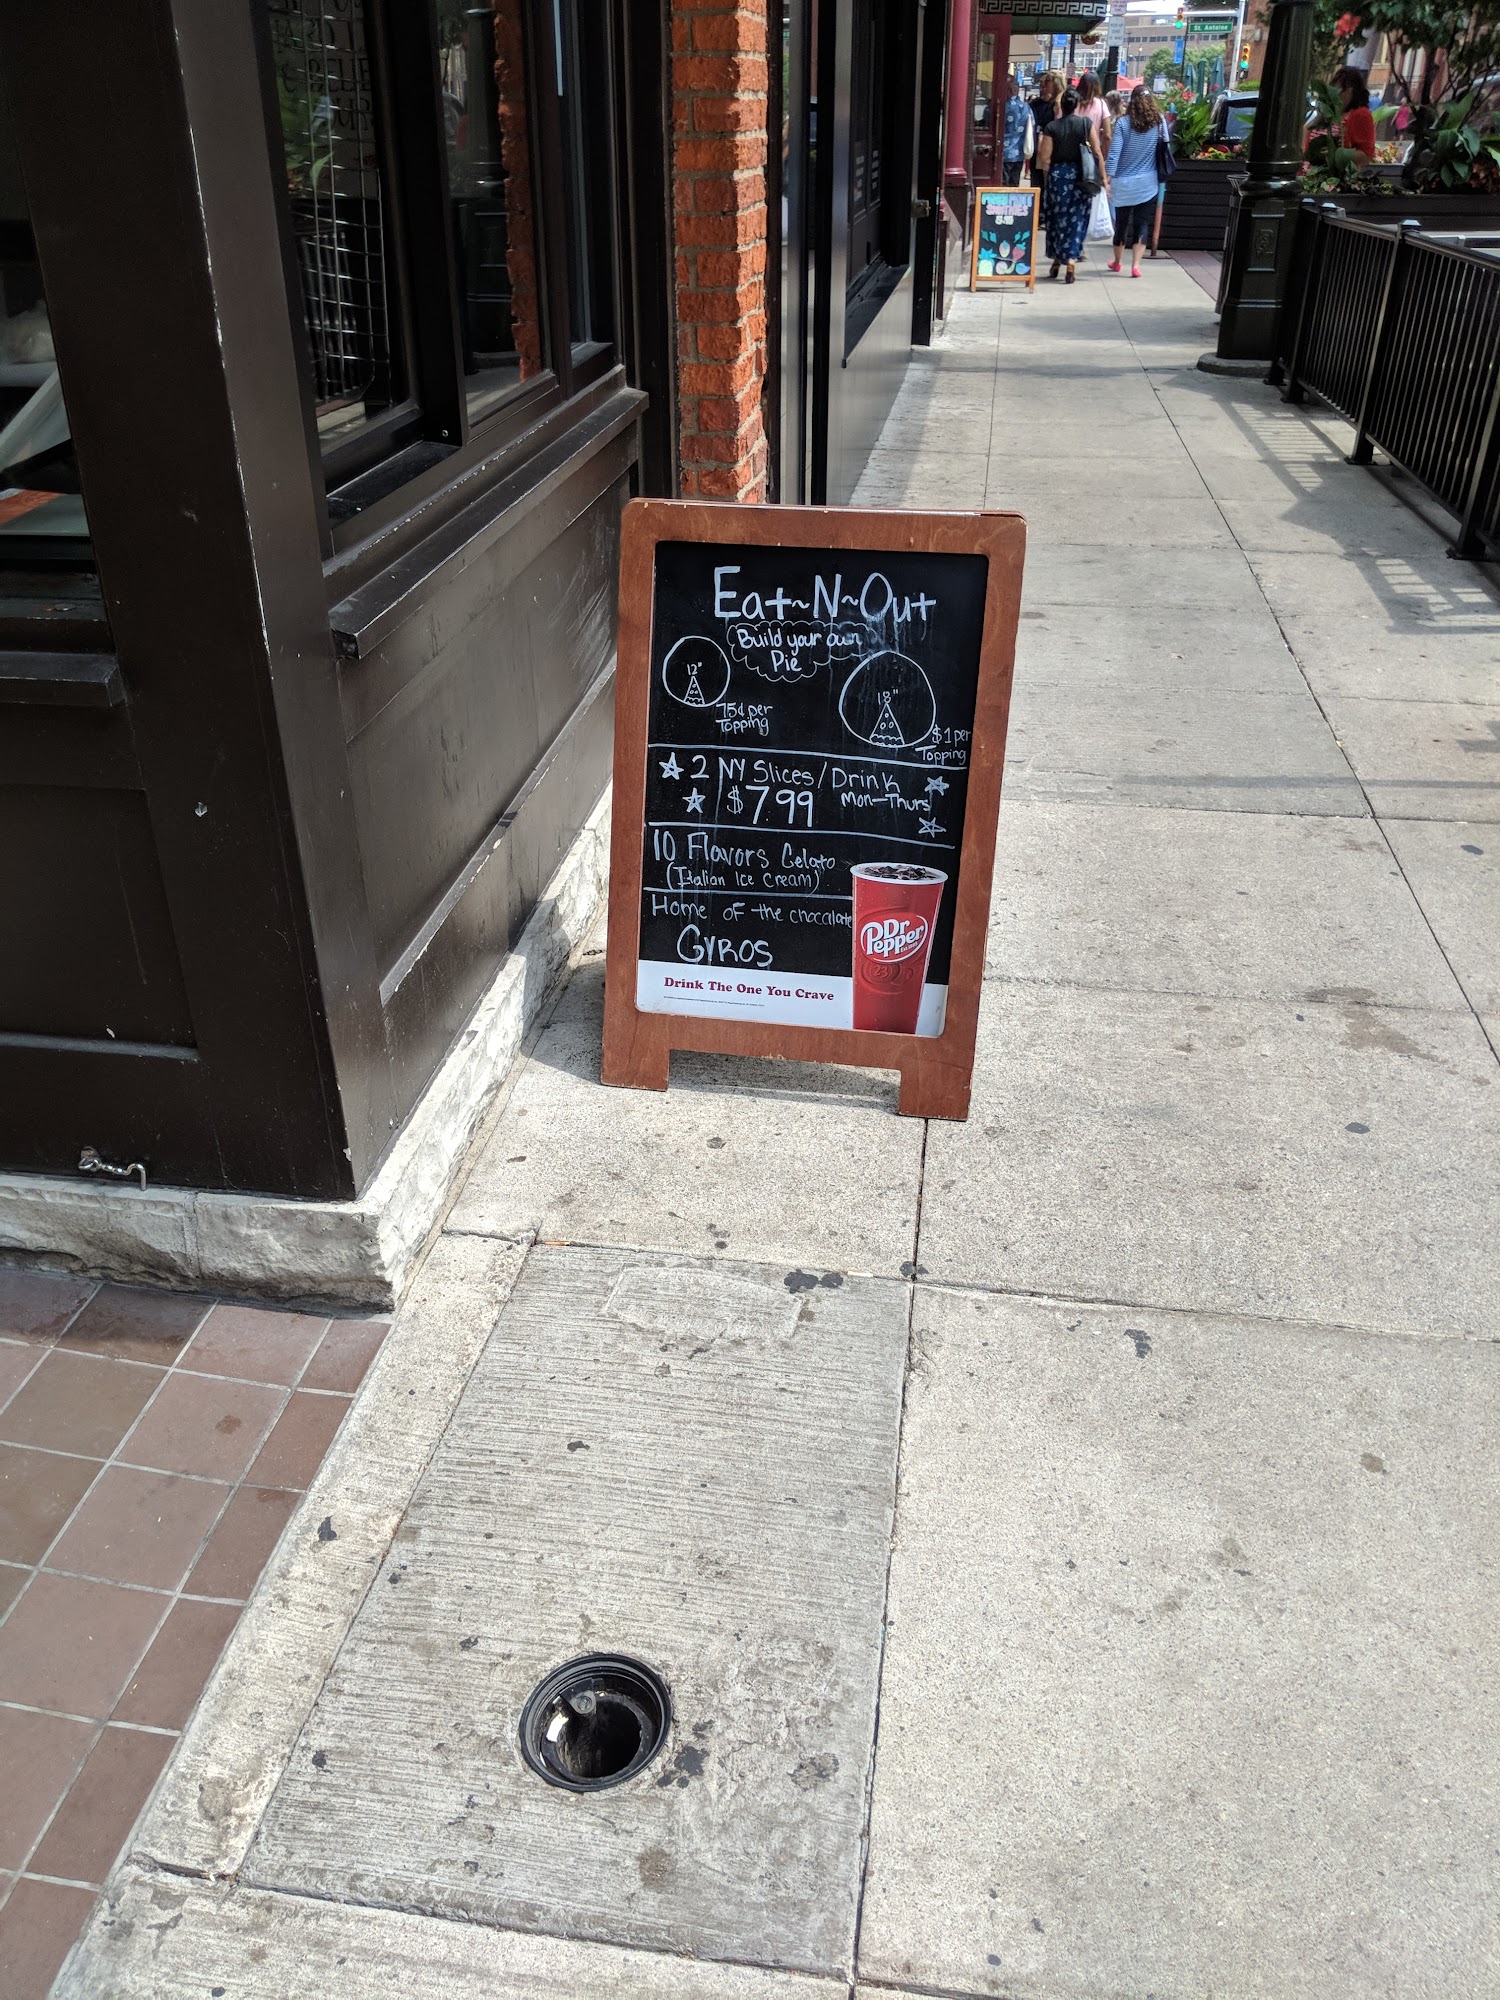 Eat~N~Out
Build your own
Pie
12"
75¢ per
Topping
18"
$1 per
Topping
2 NY Slices/Drink
$7.99 Mon-Thurs
10 Flavors Gelato
(Italian Ice Cream)
Home of the chocolate
GYROS
Dr
Pepper
23
Drink The One You Crave
St. Antoine